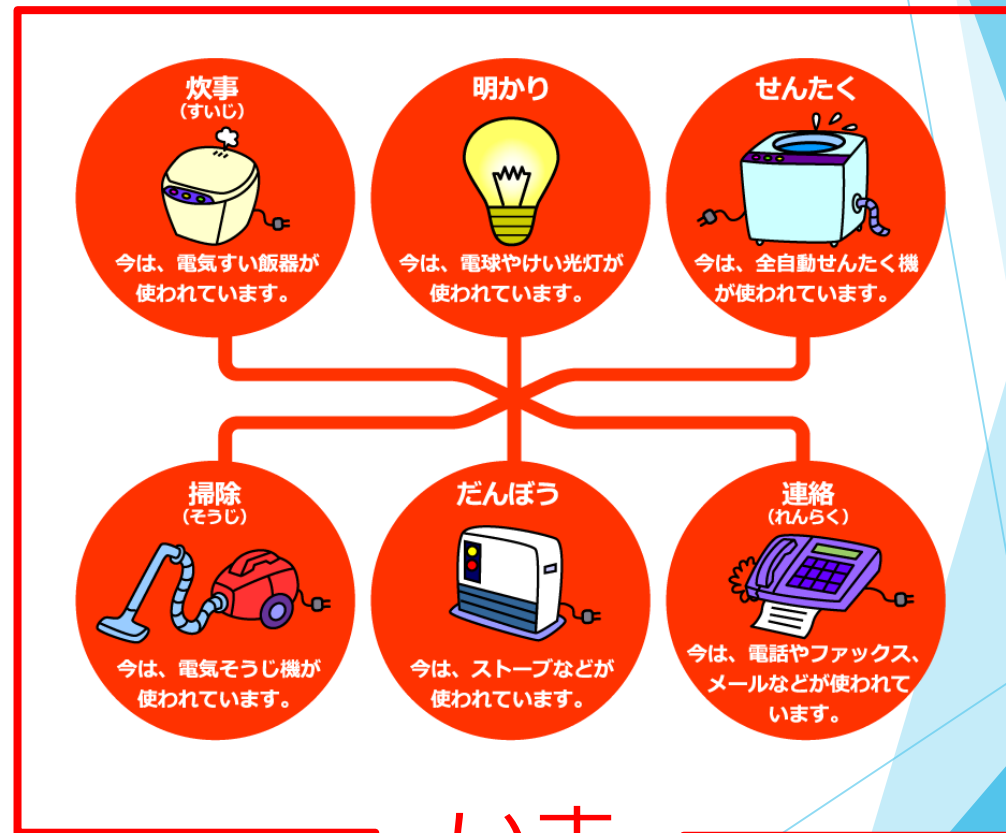 炊事
（すいじ）
今は、電気すい飯器が
使われています。
明かり
今は、電球やけい光灯が
使われています。
せんたく
今は、全自動せんたく機
が使われています。
掃除
（そうじ）
今は、電気そうじ機が
使われています。
だんぼう
今は、ストーブなどが
使われています。
連絡
（れんらく）
今は、電話やファックス、
メールなどが使われて
います。